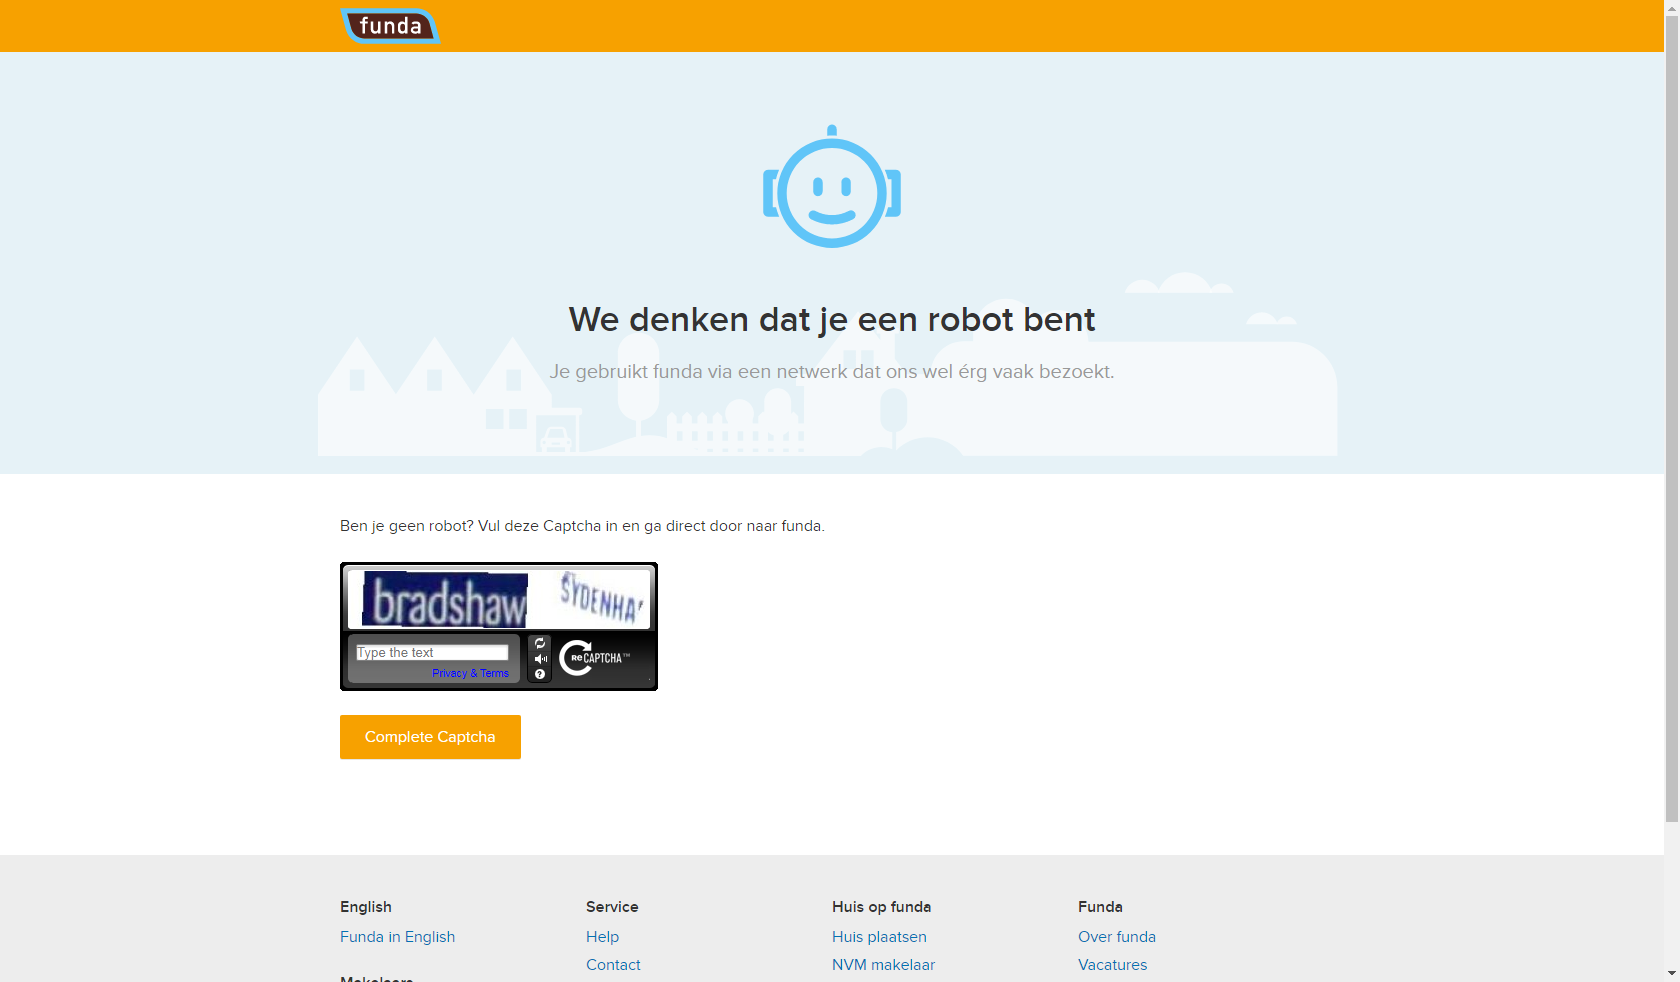 funda
We denken dat je een robot bent
Je gebruikt funda via een netwerk dat ons wel érg vaak bezoekt.
Ben je geen robot? Vul deze Captcha in en ga direct door naar funda.
bradshaw SYDENHA
Type the text
Privacy & Terms
reCAPTCHA™
Complete Captcha
English
Funda in English
Makelaars
Service
Help
Contact
Huis op funda
Huis plaatsen
NVM makelaar
Funda
Over funda
Vacatures